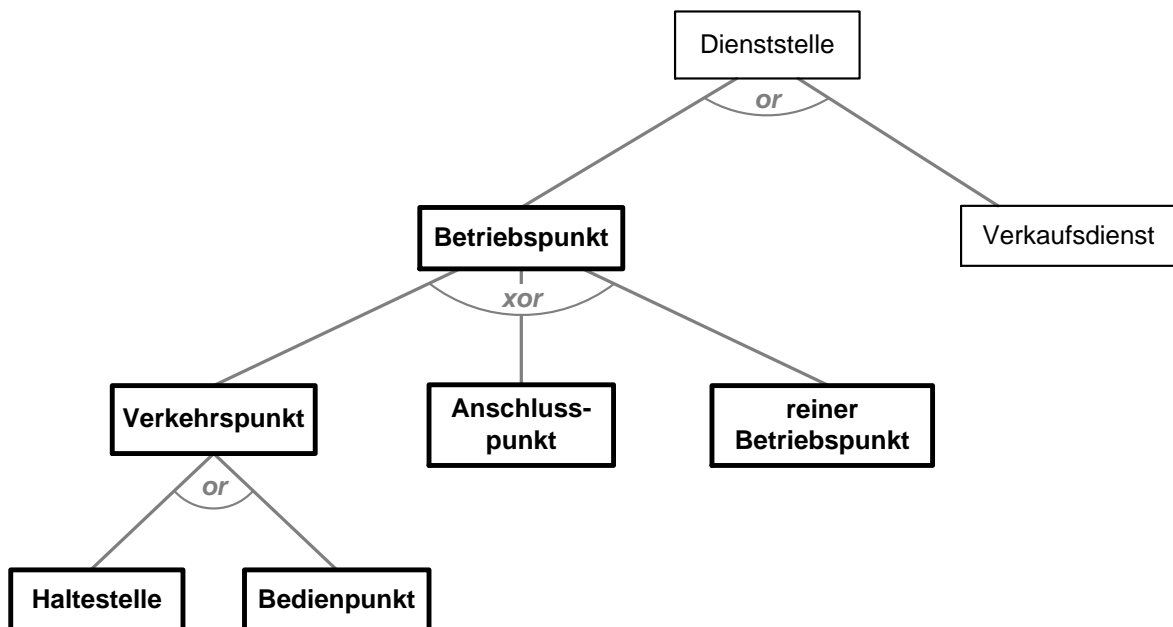 Dienststelle
or
Betriebspunkt
Verkaufsdienst
xor
Verkehrspunkt
Anschluss-
punkt
reiner
Betriebspunkt
or
Haltestelle
Bedienpunkt